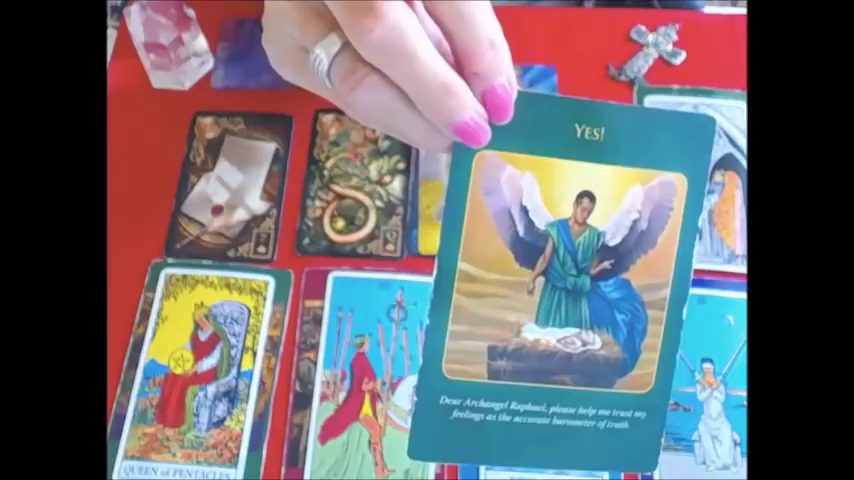 YES!
Dear Archangel Raphael, please help me trust my
feelings as the accurate barometer of truth.
QUEEN of PENTACLES